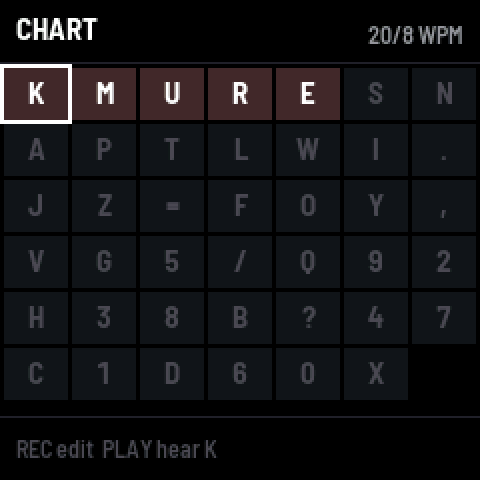 CHART
20/8 WPM
K M U R E S N
A P T L W I .
J Z = F O Y ,
V G 5 / Q 9 2
H 3 8 B ? 4 7
C 1 D 6 0 X
REC edit PLAY hear K